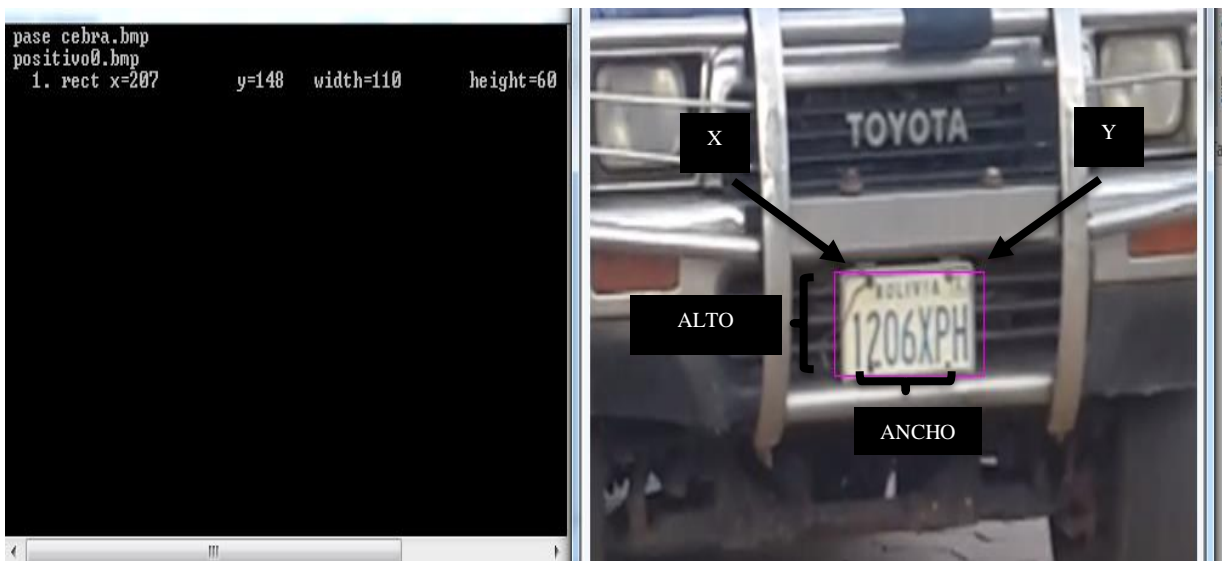 pase cebra.bmp
positivo0.bmp
1. rect x=207 y=148 width=110 height=60
TOYOTA
X
Y
BOLIVIA
ALTO
1206XPH
ANCHO